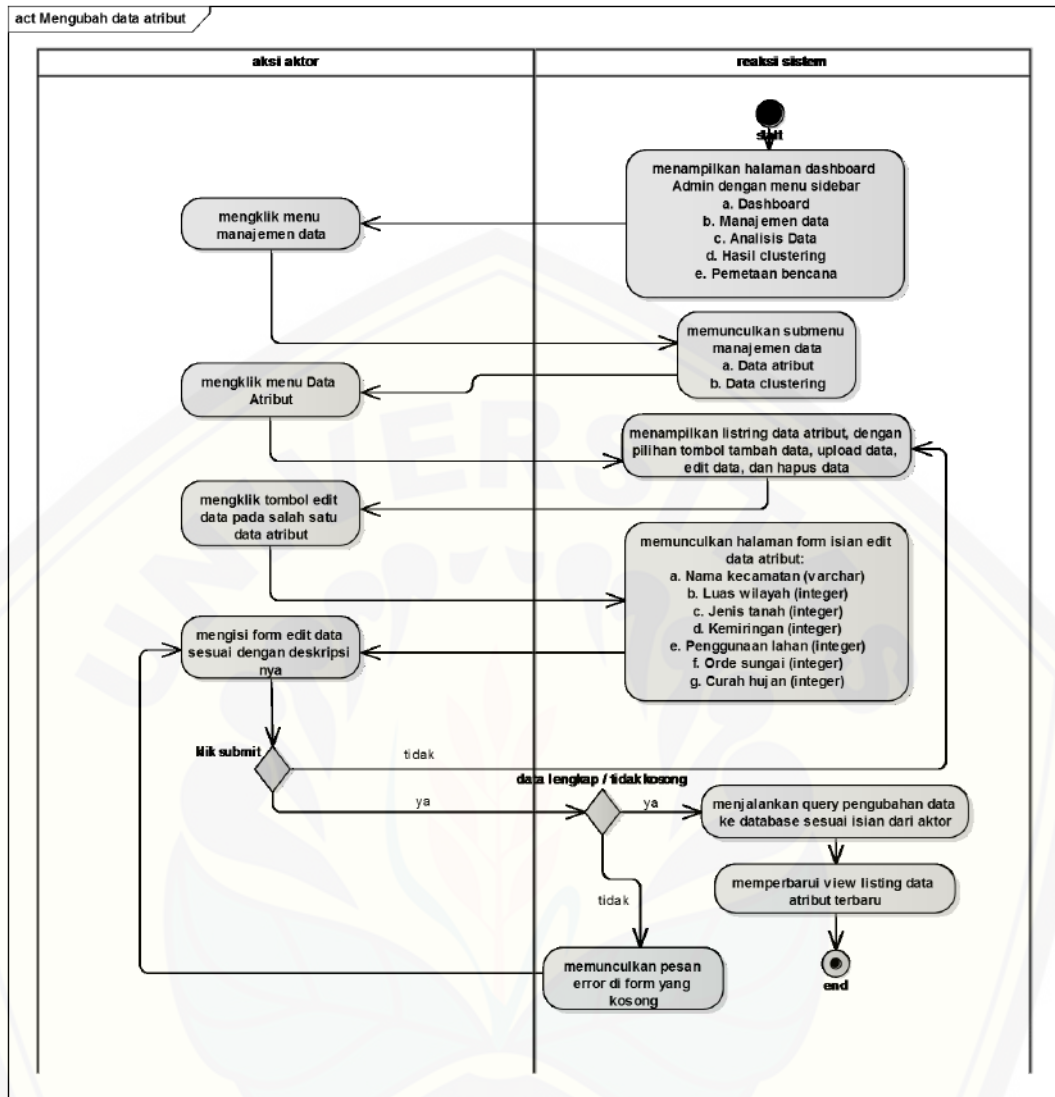 act Mengubah data atribut
aksi aktor
reaksi sistem
start
menampilkan halaman dashboard
Admin dengan menu sidebar
a. Dashboard
b. Manajemen data
c. Analisis Data
d. Hasil clustering
e. Pemetaan bencana
mengklik menu
manajemen data
memunculkan submenu
manajemen data
a. Data atribut
b. Data clustering
mengklik menu Data
Atribut
menampilkan listring data atribut, dengan
pilihan tombol tambah data, upload data,
edit data, dan hapus data
mengklik tombol edit
data pada salah satu
data atribut
memunculkan halaman form isian edit
data atribut:
a. Nama kecamatan (varchar)
b. Luas wilayah (integer)
c. Jenis tanah (integer)
d. Kemiringan (integer)
e. Penggunaan lahan (integer)
f. Orde sungai (integer)
g. Curah hujan (integer)
mengisi form edit data
sesuai dengan deskripsi
nya
klik submit
tidak
ya
data lengkap / tidak kosong
ya
tidak
menjalankan query pengubahan data
ke database sesuai isian dari aktor
memperbarui view listing data
atribut terbaru
end
memunculkan pesan
error di form yang
kosong
UNIVERSITAS